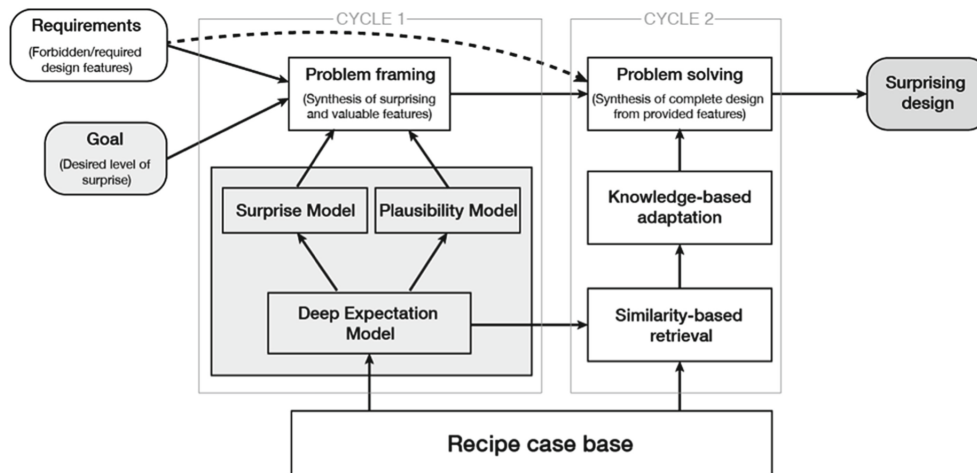 CYCLE 1
CYCLE 2
Requirements
(Forbidden/required
design features)
Problem framing
(Synthesis of surprising
and valuable features)
Problem solving
(Synthesis of complete design
from provided features)
Surprising
design
Goal
(Desired level of
surprise)
Surprise Model
Plausibility Model
Knowledge-based
adaptation
Deep Expectation
Model
Similarity-based
retrieval
Recipe case base